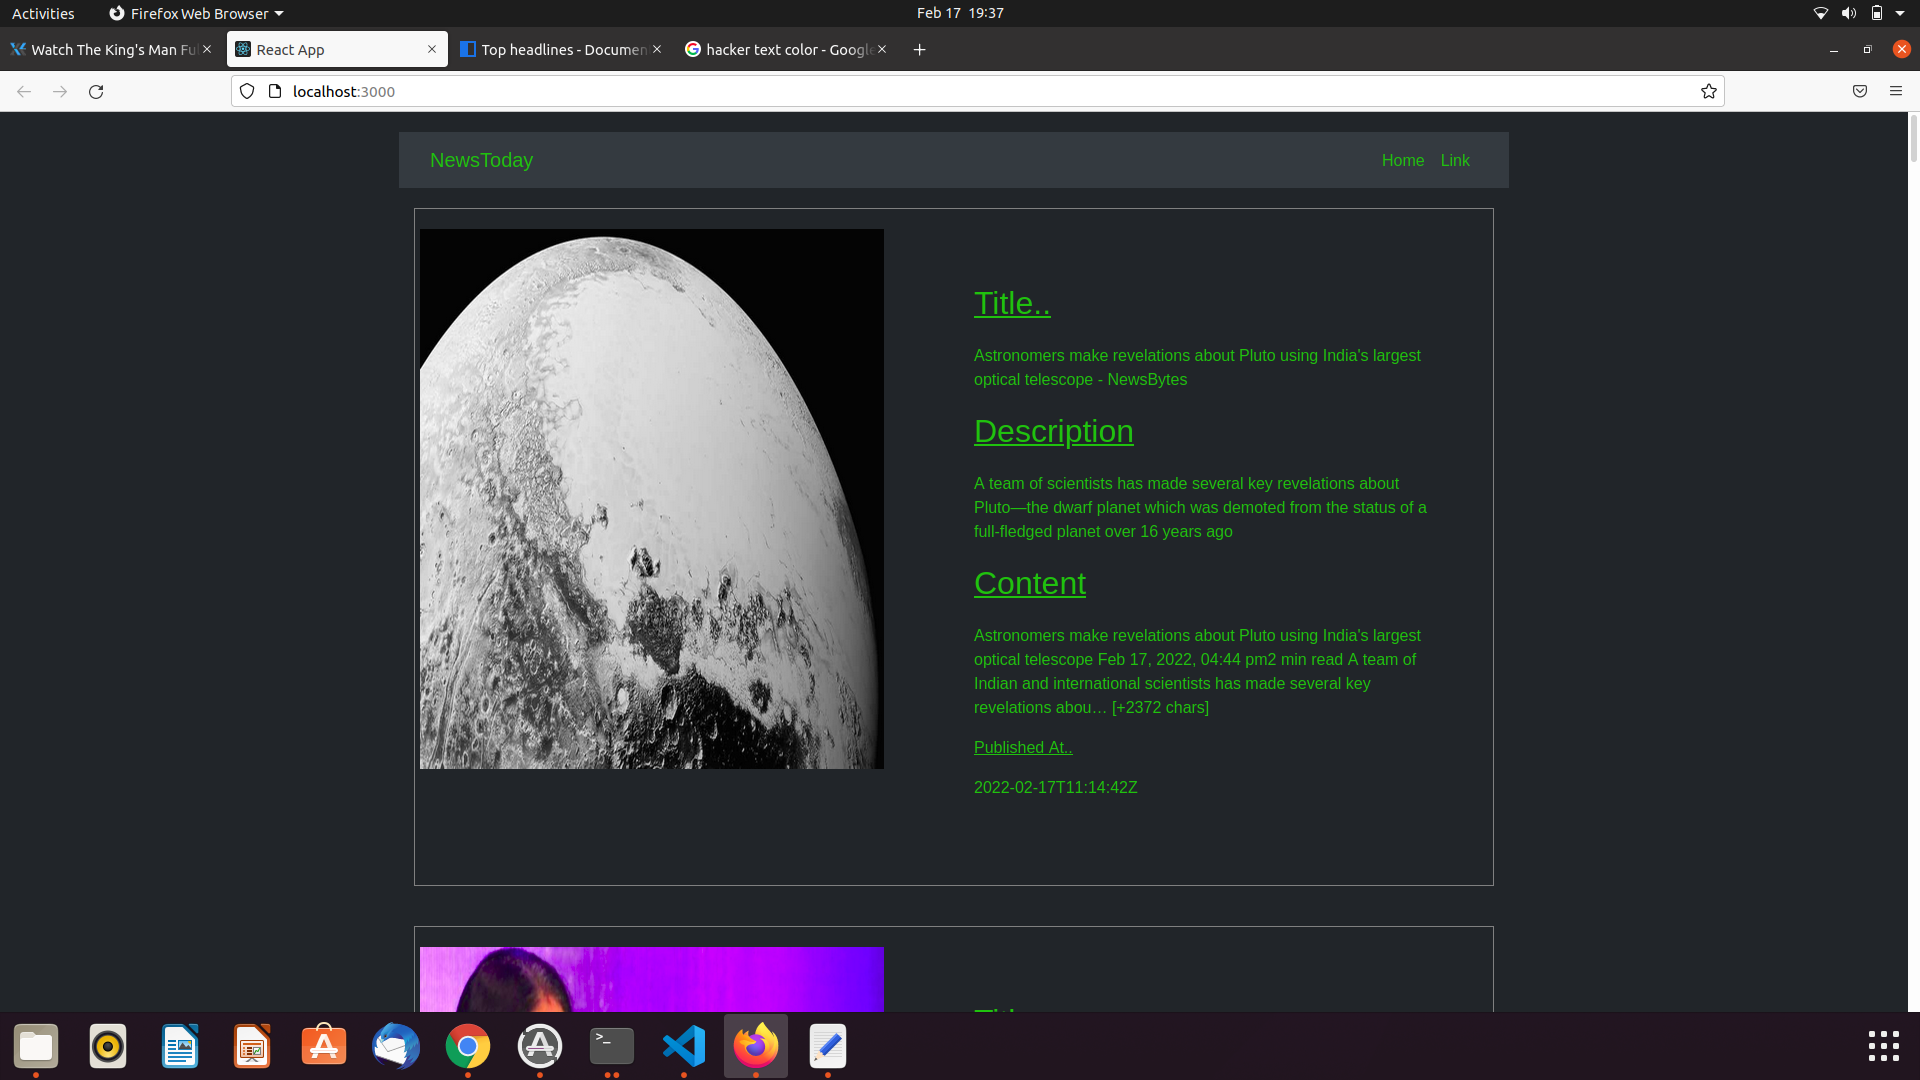 Activities
Firefox Web Browser
Feb 17 19:37
Watch The King's Man Ful
React App
Top headlines - Documen
hacker text color - Google
localhost:3000
NewsToday
Home
Link
Title..
Astronomers make revelations about Pluto using India's largest
optical telescope - NewsBytes
Description
A team of scientists has made several key revelations about
Pluto—the dwarf planet which was demoted from the status of a
full-fledged planet over 16 years ago
Content
Astronomers make revelations about Pluto using India's largest
optical telescope Feb 17, 2022, 04:44 pm2 min read A team of
Indian and international scientists has made several key
revelations abou… [+2372 chars]
Published At..
2022-02-17T11:14:42Z